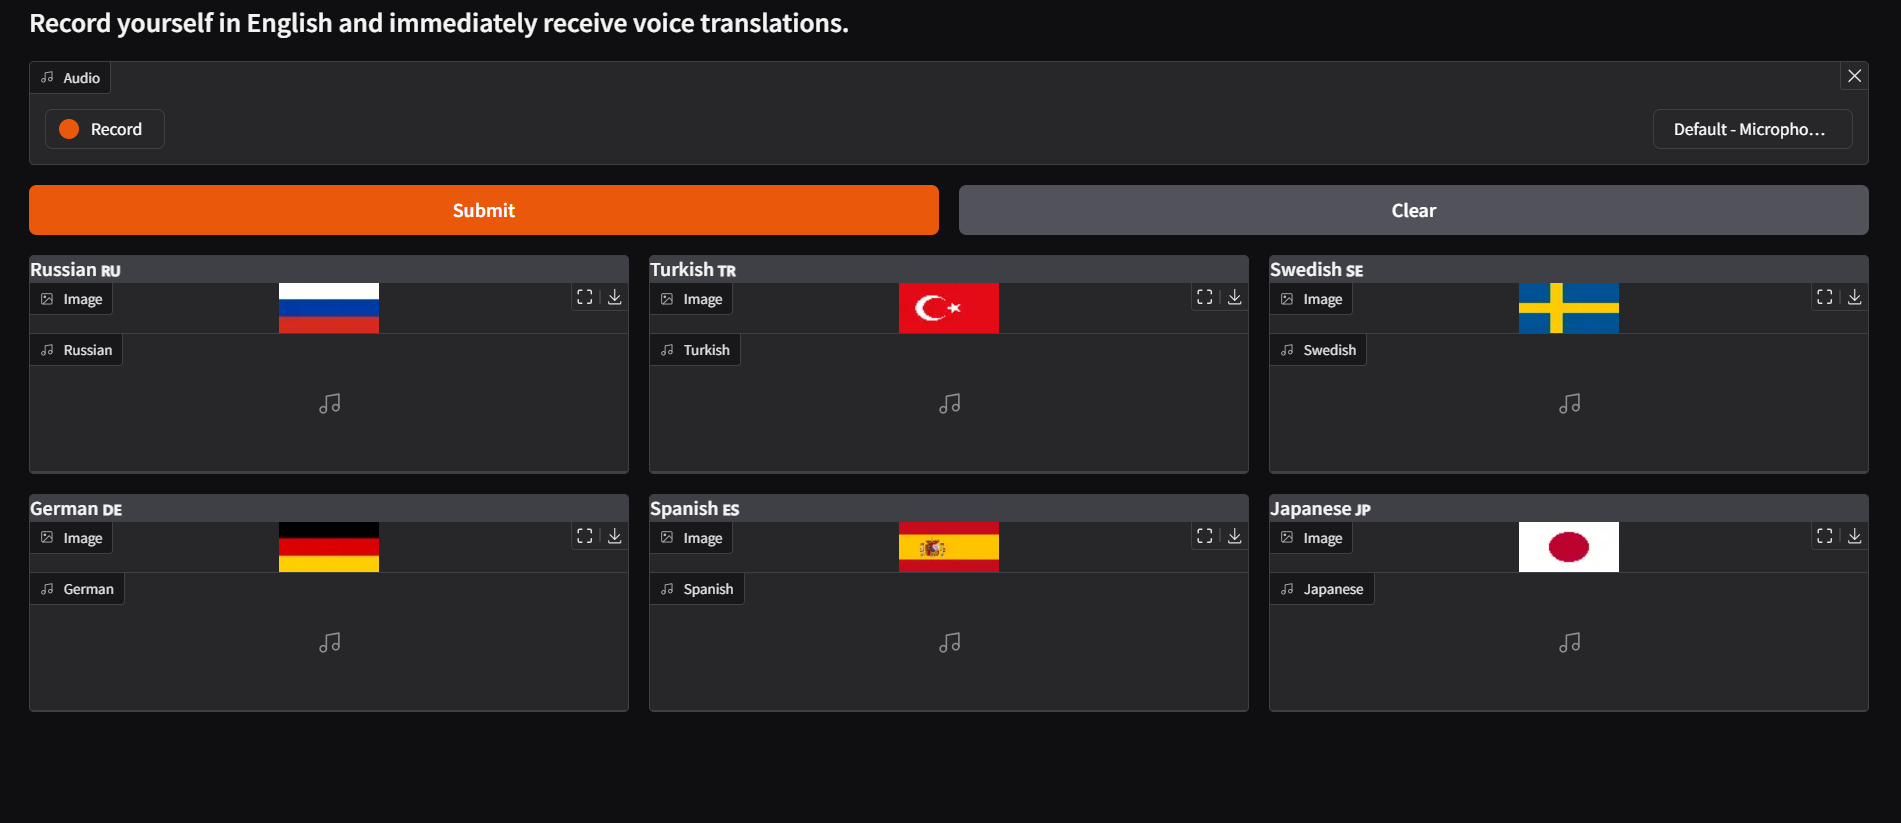 Record yourself in English and immediately receive voice translations.
Audio
Record
Default - Micropho...
Submit
Clear
Russian RU
Turkish TR
Swedish SE
Image
Image
Image
Russian
Turkish
Swedish
German DE
Spanish ES
Japanese JP
Image
Image
Image
German
Spanish
Japanese